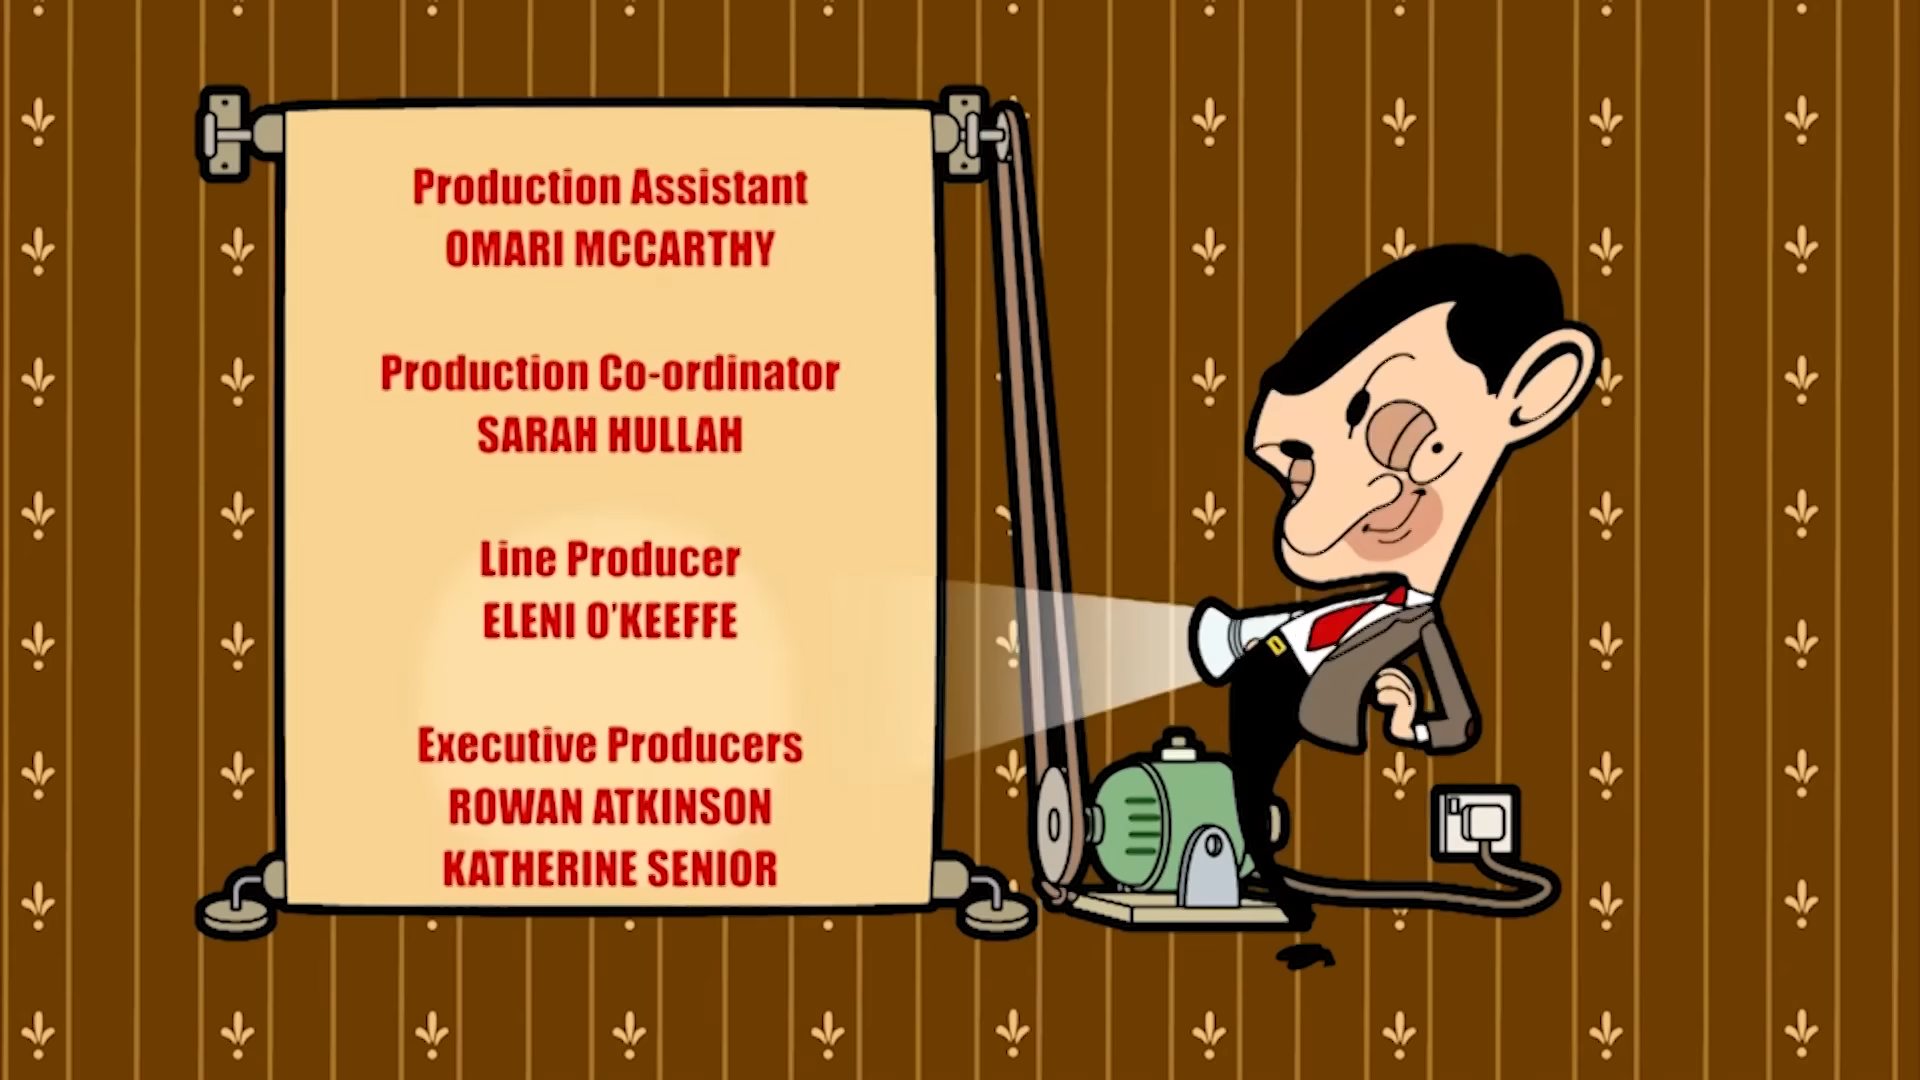 Production Assistant
OMARI MCCARTHY
Production Co-ordinator
SARAH HULLAH
Line Producer
ELENI O'KEEFFE
Executive Producers
ROWAN ATKINSON
KATHERINE SENIOR